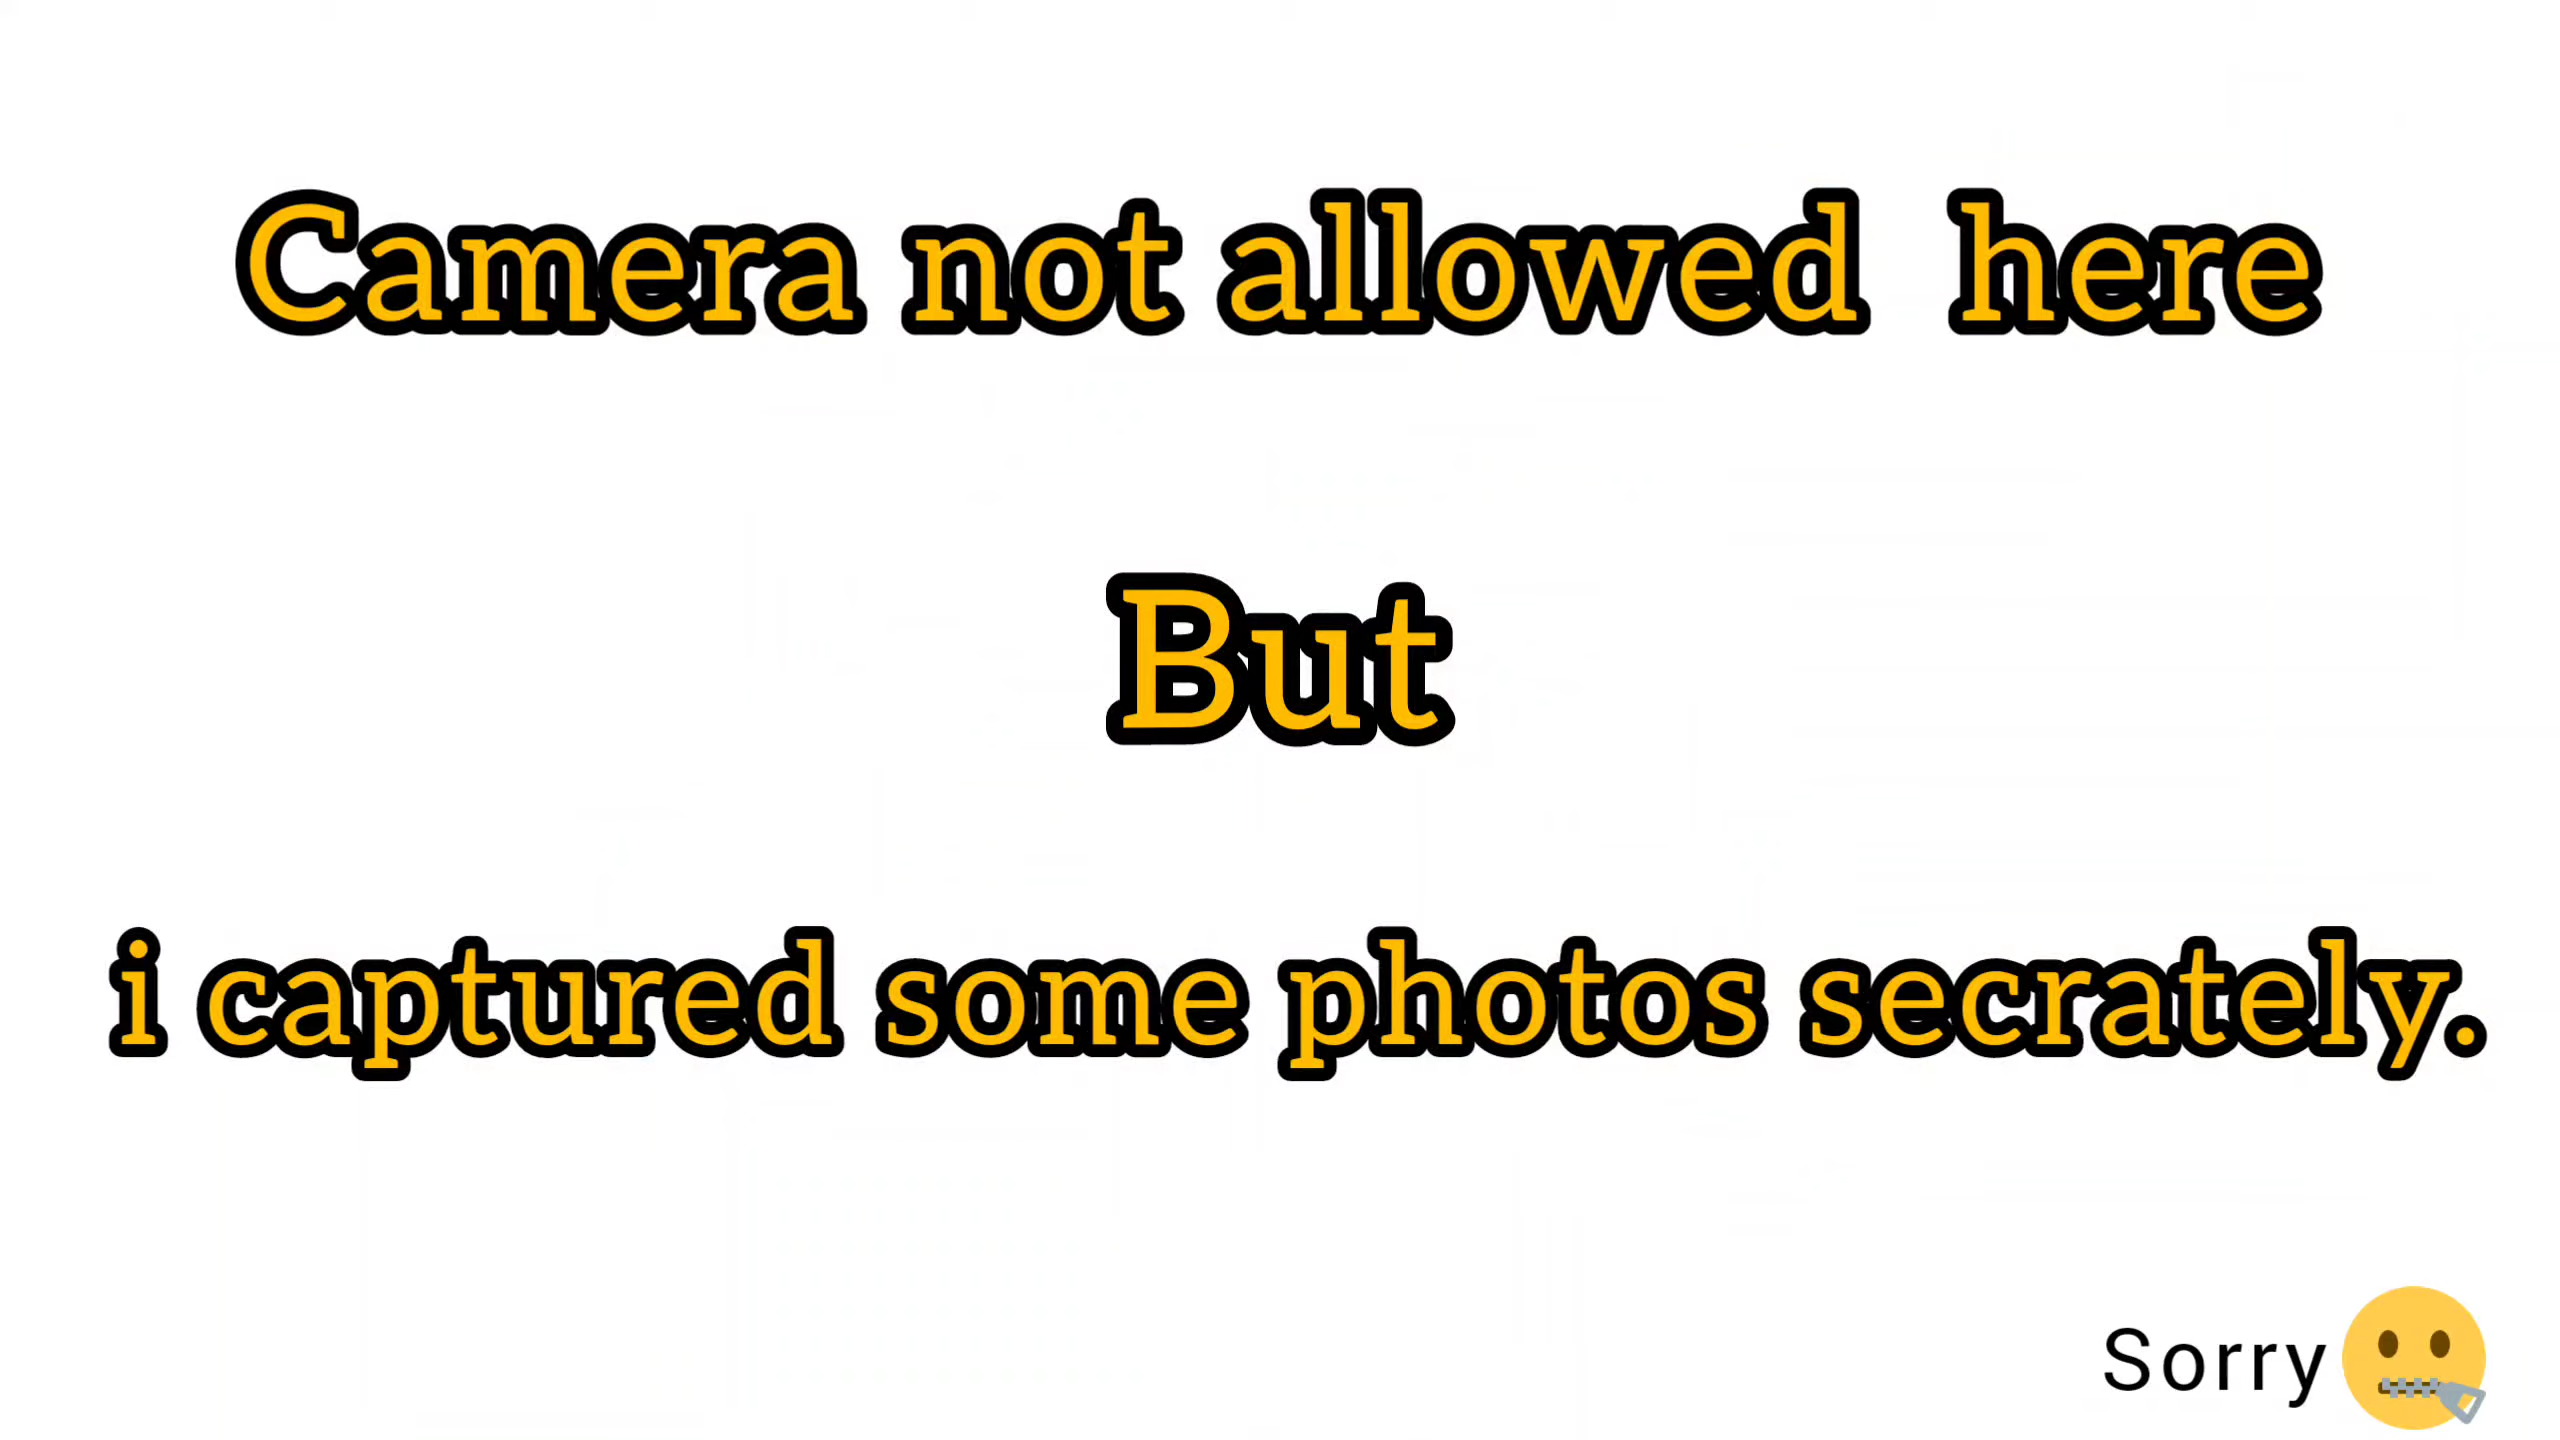 Camera not allowed  here
But
i captured some photos secrately.
Sorry 🤐